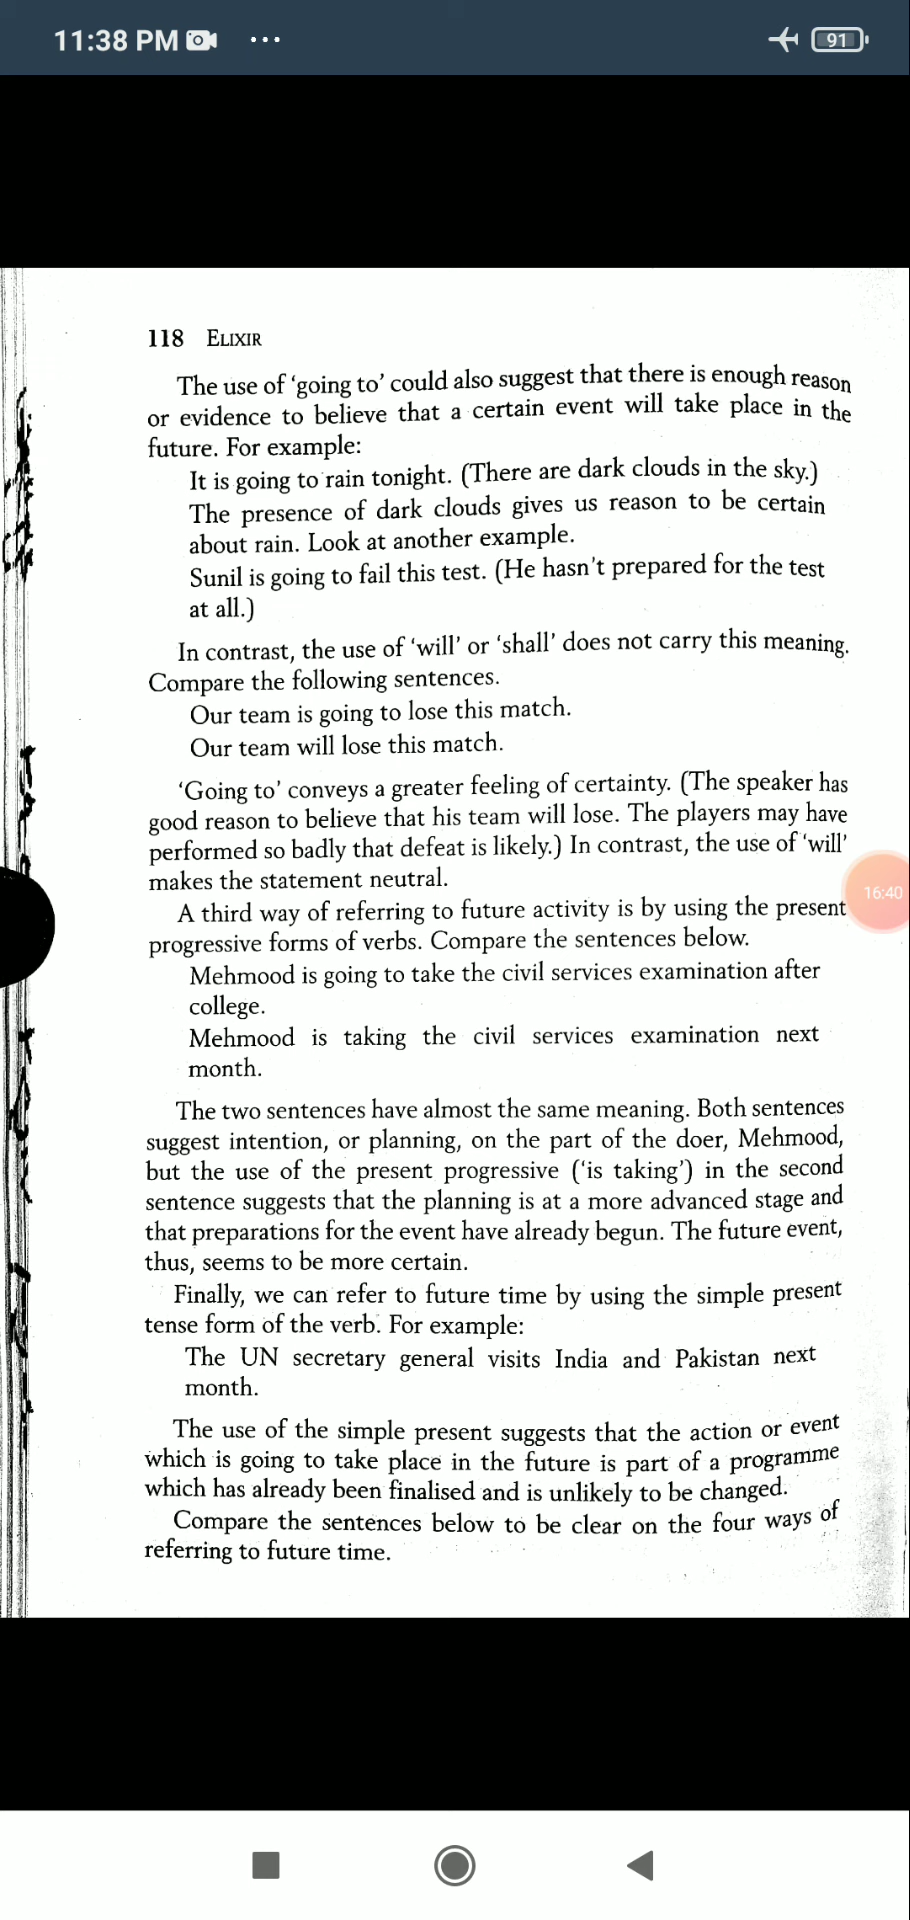 11:38 PM
91
118 ELIXIR
The use of ‘going to’ could also suggest that there is enough reason
or evidence to believe that a certain event will take place in the
future. For example:
It is going to rain tonight. (There are dark clouds in the sky.)
The presence of dark clouds gives us reason to be certain
about rain. Look at another example.
Sunil is going to fail this test. (He hasn't prepared for the test
at all.)
In contrast, the use of ‘will’ or ‘shall’ does not carry this meaning.
Compare the following sentences.
Our team is going to lose this match.
Our team will lose this match.
‘Going to’ conveys a greater feeling of certainty. (The speaker has
good reason to believe that his team will lose. The players may have
performed so badly that defeat is likely.) In contrast, the use of ‘will’
makes the statement neutral.
16:40
A third way of referring to future activity is by using the present
progressive forms of verbs. Compare the sentences below.
Mehmood is going to take the civil services examination after
college.
Mehmood is taking the civil services examination next
month.
The two sentences have almost the same meaning. Both sentences
suggest intention, or planning, on the part of the doer, Mehmood,
but the use of the present progressive (‘is taking’) in the second
sentence suggests that the planning is at a more advanced stage and
that preparations for the event have already begun. The future event,
thus, seems to be more certain.
Finally, we can refer to future time by using the simple present
tense form of the verb. For example:
The UN secretary general visits India and Pakistan next
month.
The use of the simple present suggests that the action or event
which is going to take place in the future is part of a programme
which has already been finalised and is unlikely to be changed.
Compare the sentences below to be clear on the four ways of
referring to future time.